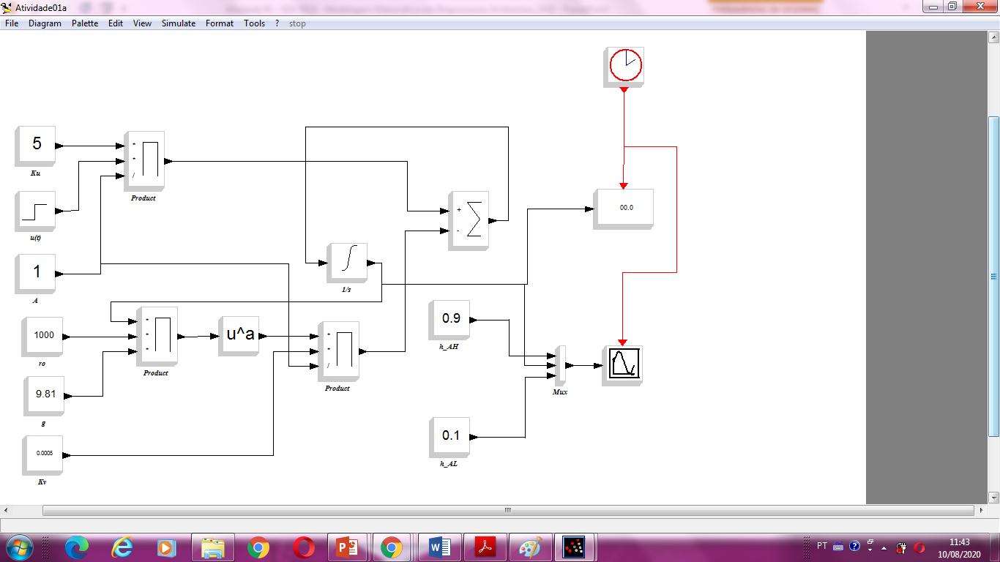 Atividade01a
File Diagram Palette Edit View Simulate Format Tools ? stop
5
Ku
*
*
/
Product
u(t)
1
A
+
-
00.0
1/s
1000
ro
*
*
*
Product
u^a
*
*
/
Product
0.9
h_AH
9.81
g
Mux
0.0005
Kv
0.1
h_AL
PT
?
11:43
10/08/2020